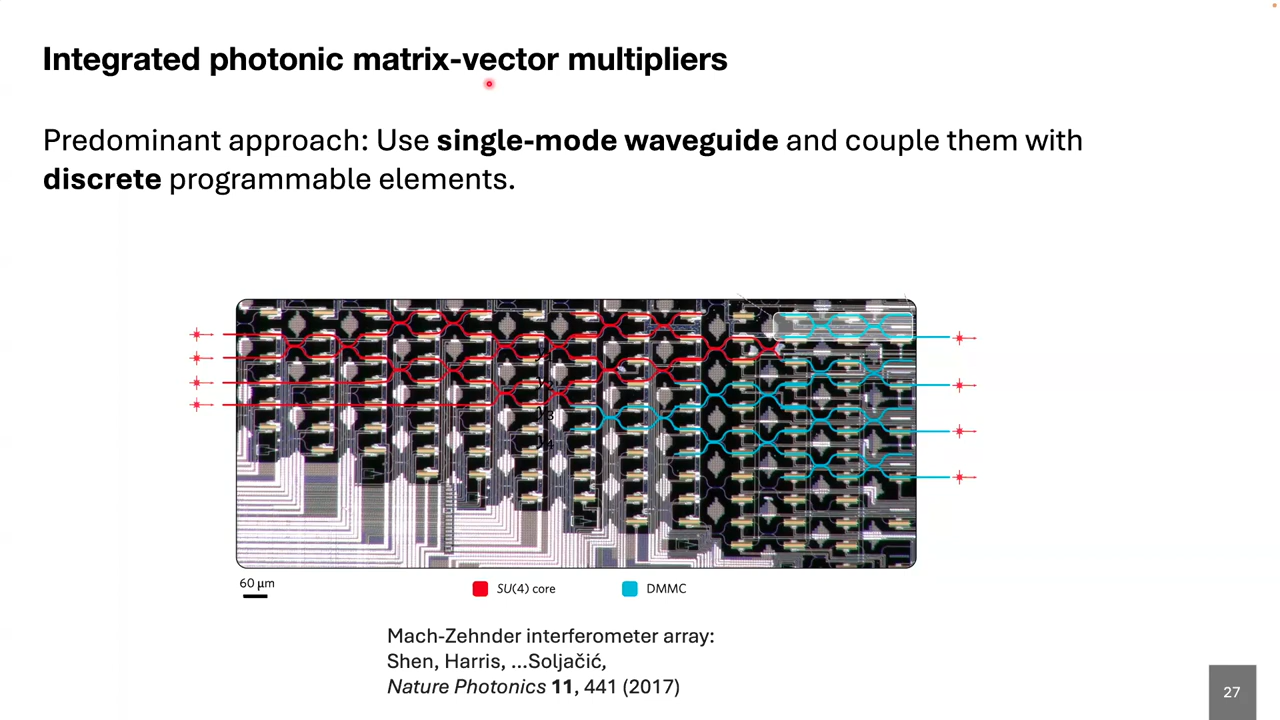 Integrated photonic matrix-vector multipliers
Predominant approach: Use single-mode waveguide and couple them with
discrete programmable elements.
60 µm
SU(4) core
DMMC
Mach-Zehnder interferometer array:
Shen, Harris, ...Soljačić,
Nature Photonics 11, 441 (2017)
27